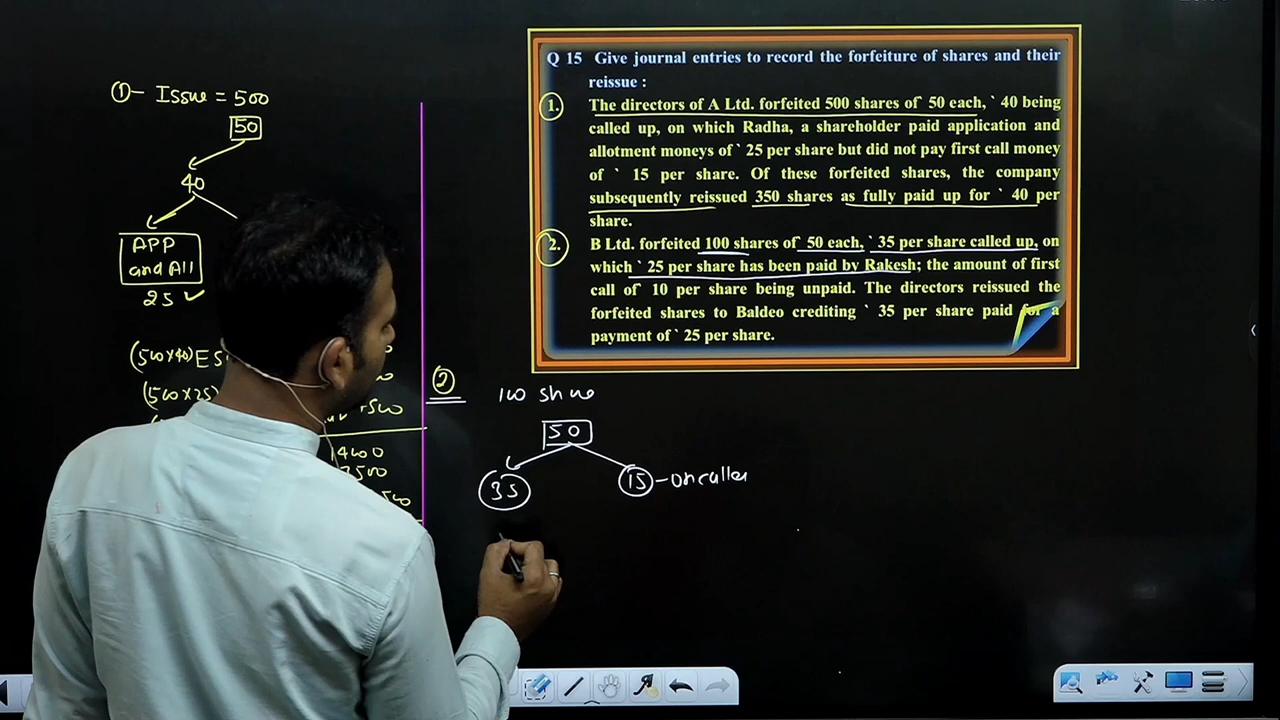 ①- Issue = 500
50
40
APP
and All
25 ✓
(500×40) ES
(500×25)
Q 15 Give journal entries to record the forfeiture of shares and their
reissue :
1. The directors of A Ltd. forfeited 500 shares of 50 each, ` 40 being
called up, on which Radha, a shareholder paid application and
allotment moneys of ` 25 per share but did not pay first call money
of ` 15 per share. Of these forfeited shares, the company
subsequently reissued 350 shares as fully paid up for ` 40 per
share.
2. B Ltd. forfeited 100 shares of 50 each, ` 35 per share called up, on
which ` 25 per share has been paid by Rakesh; the amount of first
call of ` 10 per share being unpaid. The directors reissued the
forfeited shares to Baldeo crediting ` 35 per share paid for a
payment of ` 25 per share.
②
100 share
50
35
15 - uncalled